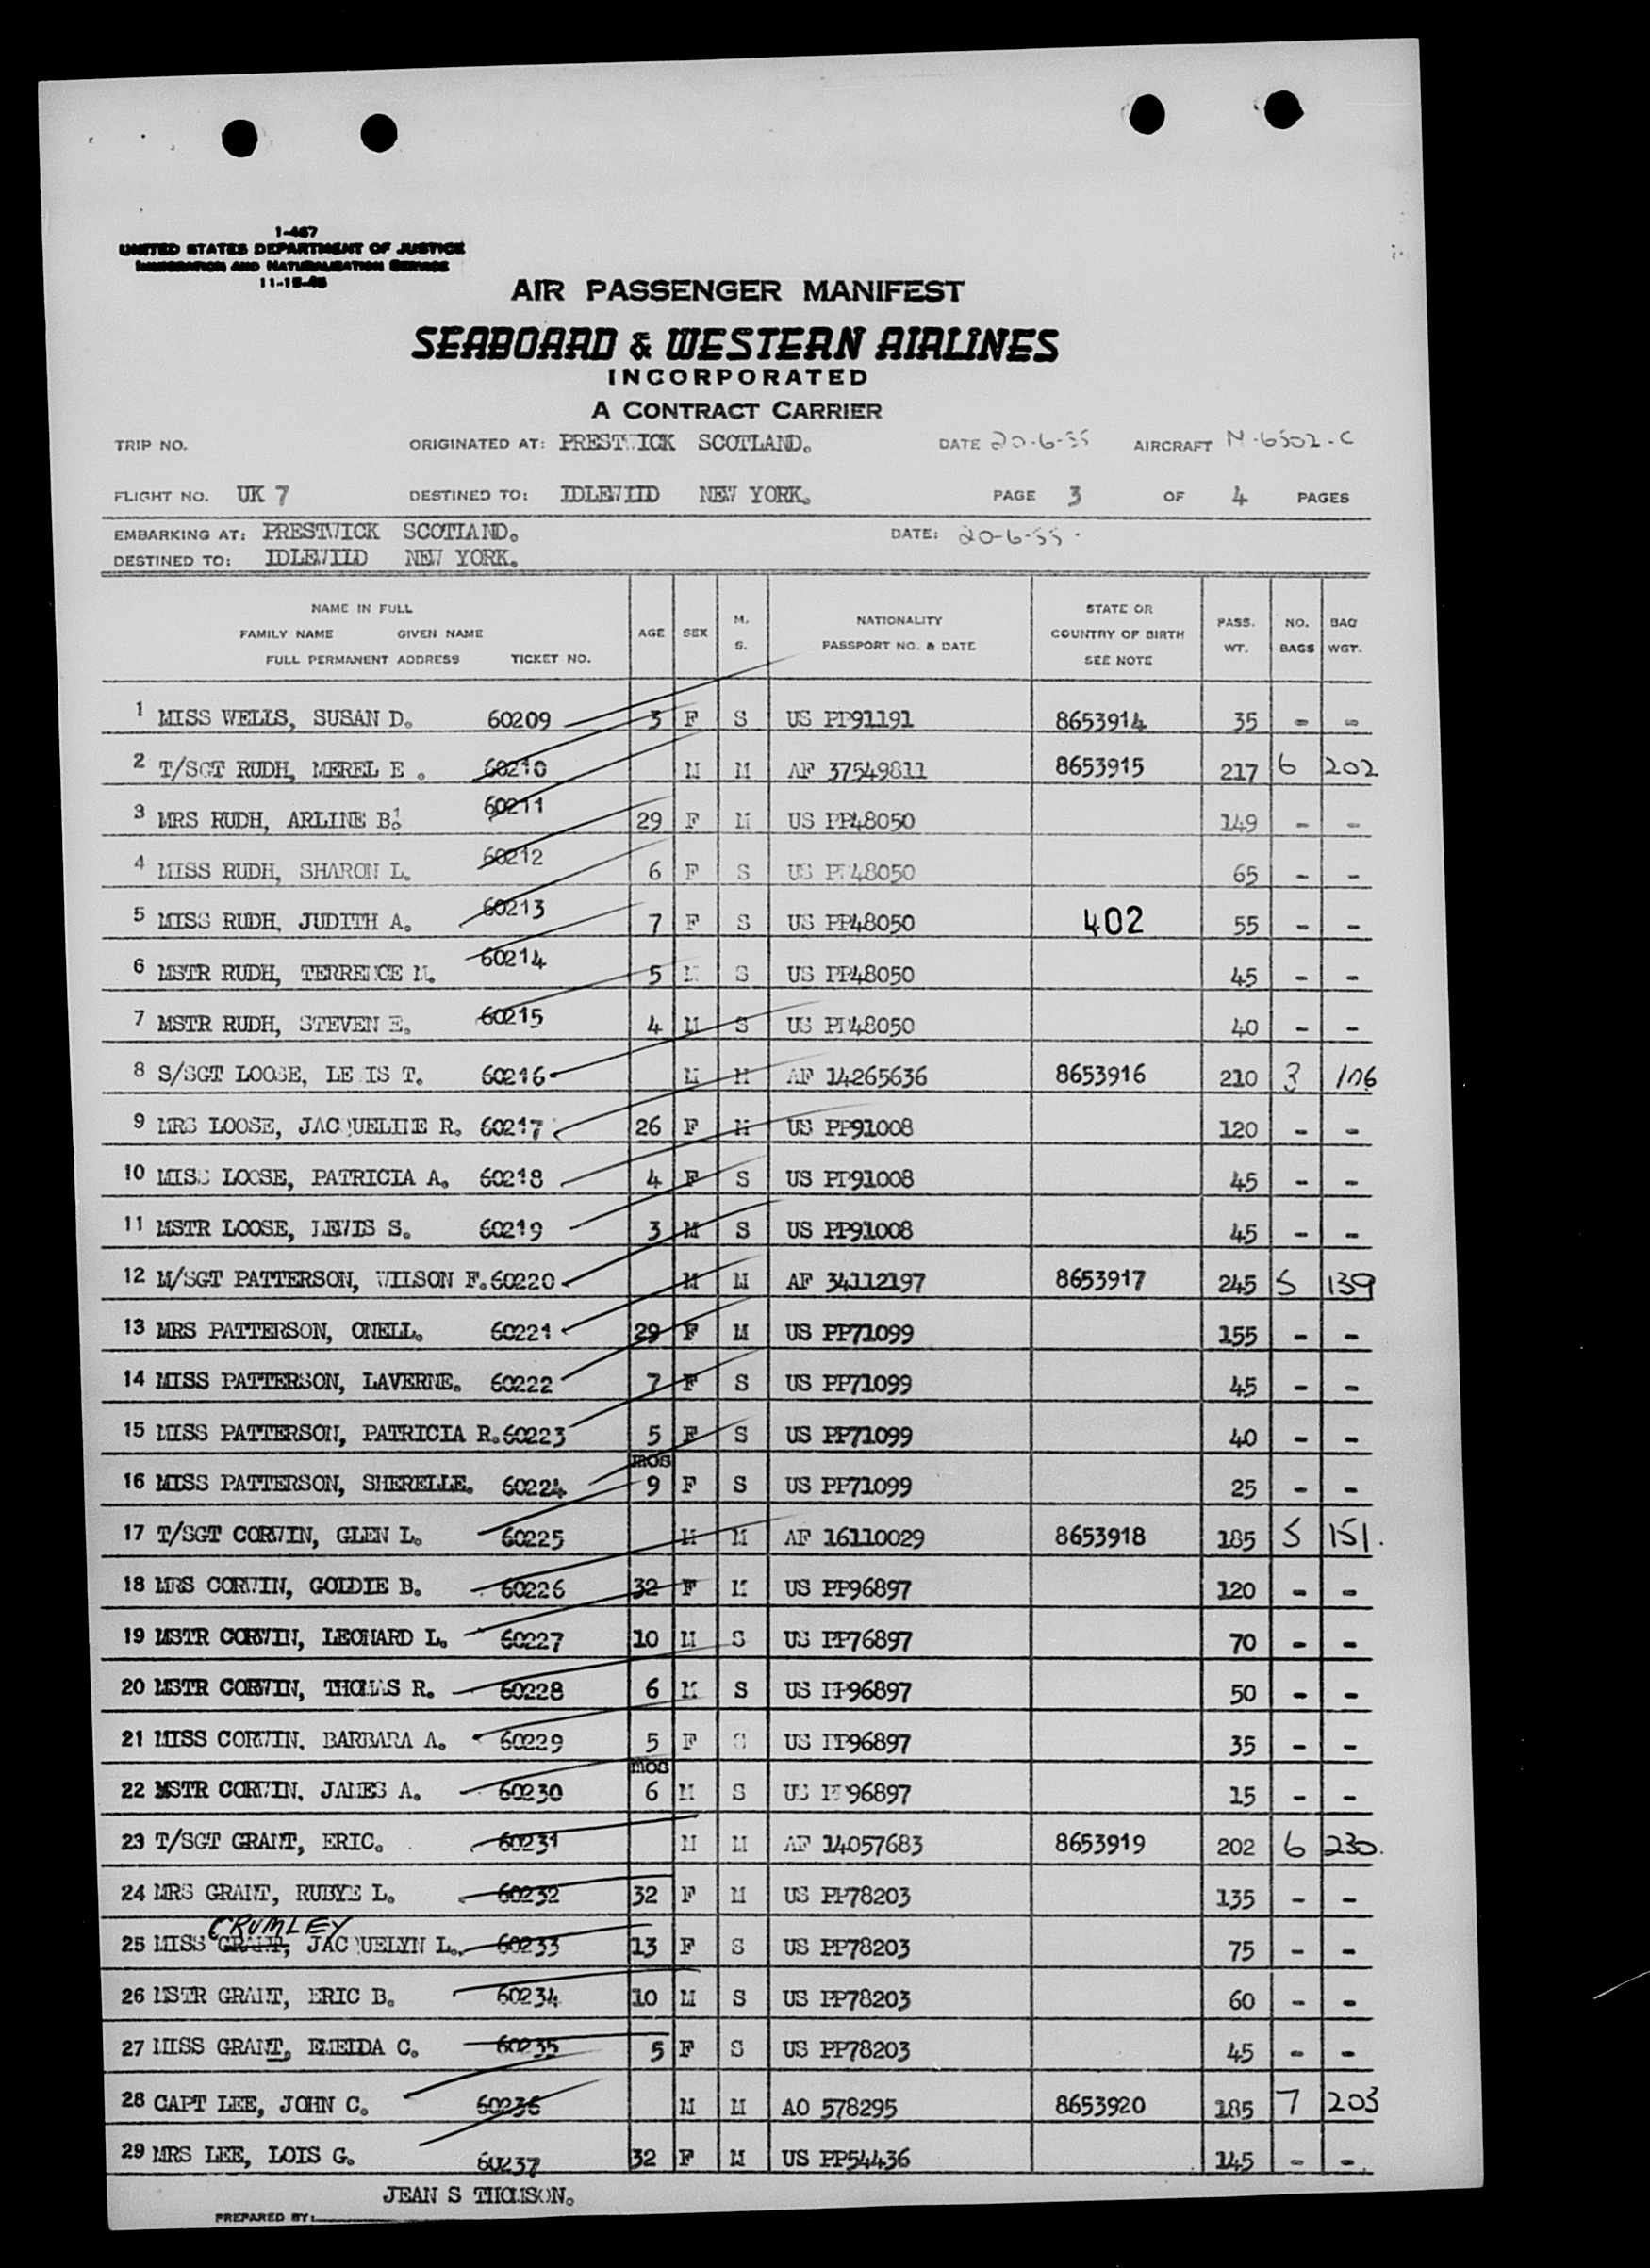 1-467
UNITED STATES DEPARTMENT OF JUSTICE
IMMIGRATION AND NATURALIZATION SERVICE
AIR PASSENGER MANIFEST
SEABOARD & WESTERN AIRLINES
INCORPORATED
A CONTRACT CARRIER
TRIP NO. ORIGINATED AT: PRESTWICK SCOTLAND. DATE 20-6-55 AIRCRAFT N-6502-C
FLIGHT NO. UK 7 DESTINED TO: IDLEWILD NEW YORK. PAGE 3 OF 4 PAGES
EMBARKING AT: PRESTWICK SCOTLAND. DATE: 20-6-55.
DESTINED TO: IDLEWILD NEW YORK.
NAME IN FULL
FAMILY NAME GIVEN NAME
FULL PERMANENT ADDRESS TICKET NO.
AGE SEX M. S.
NATIONALITY
PASSPORT NO. & DATE
STATE OR
COUNTRY OF BIRTH
SEE NOTE
PASS. WT. NO. BAGS BAG WGT.
1 MISS WELLS, SUSAN D. 60209 3 F S US PP91191 8653914 35 - -
2 T/SGT RUDH, MEREL E. 60210 M M AF 37549811 8653915 217 6 202
3 MRS RUDH, ARLINE B. 60211 29 F M US PP48050 149 - -
4 MISS RUDH, SHARON L. 60212 6 F S US PP48050 65 - -
5 MISS RUDH, JUDITH A. 60213 7 F S US PP48050 402 55 - -
6 MSTR RUDH, TERRENCE M. 60214 5 M S US PP48050 45 - -
7 MSTR RUDH, STEVEN E. 60215 4 M S US PP48050 40 - -
8 S/SGT LOOSE, LEWIS T. 60216 M M AF 14265636 8653916 210 3 106
9 MRS LOOSE, JACQUELINE R. 60217 26 F M US PP91008 120 - -
10 MISS LOOSE, PATRICIA A. 60218 4 F S US PP91008 45 - -
11 MSTR LOOSE, LEWIS S. 60219 3 M S US PP91008 45 - -
12 M/SGT PATTERSON, WILSON F. 60220 M M AF 34112197 8653917 245 5 139
13 MRS PATTERSON, ONELL. 60221 29 F M US PP71099 155 - -
14 MISS PATTERSON, LAVERNE. 60222 7 F S US PP71099 45 - -
15 MISS PATTERSON, PATRICIA R. 60223 5 F S US PP71099 40 - -
16 MISS PATTERSON, SHERELLE. 60224 mos 9 F S US PP71099 25 - -
17 T/SGT CORWIN, GLEN L. 60225 M M AF 16110029 8653918 185 5 151.
18 MRS CORWIN, GOLDIE B. 60226 32 F M US PP96897 120 - -
19 MSTR CORWIN, LEONARD L. 60227 10 M S US PP76897 70 - -
20 MSTR CORWIN, THOMAS R. 60228 6 M S US PP96897 50 - -
21 MISS CORWIN. BARBARA A. 60229 5 F S US PP96897 35 - -
22 MSTR CORWIN. JAMES A. 60230 mos 6 M S US PP96897 15 - -
23 T/SGT GRANT, ERIC. 60231 M M AF 14057683 8653919 202 6 230.
24 MRS GRANT, RUBYE L. 60232 32 F M US PP78203 135 - -
CRUMLEY
25 MISS GRANT, JACQUELYN L. 60233 13 F S US PP78203 75 - -
26 MSTR GRANT, ERIC B. 60234 10 M S US PP78203 60 - -
27 MISS GRANT, C. 60235 5 F S US PP78203 45 - -
28 CAPT LEE, JOHN C. 60236 M M AO 578295 8653920 185 7 203
29 MRS LEE, LOIS G. 60237 32 F M US PP54436 145 - -
JEAN S THOMSON.
PREPARED BY: